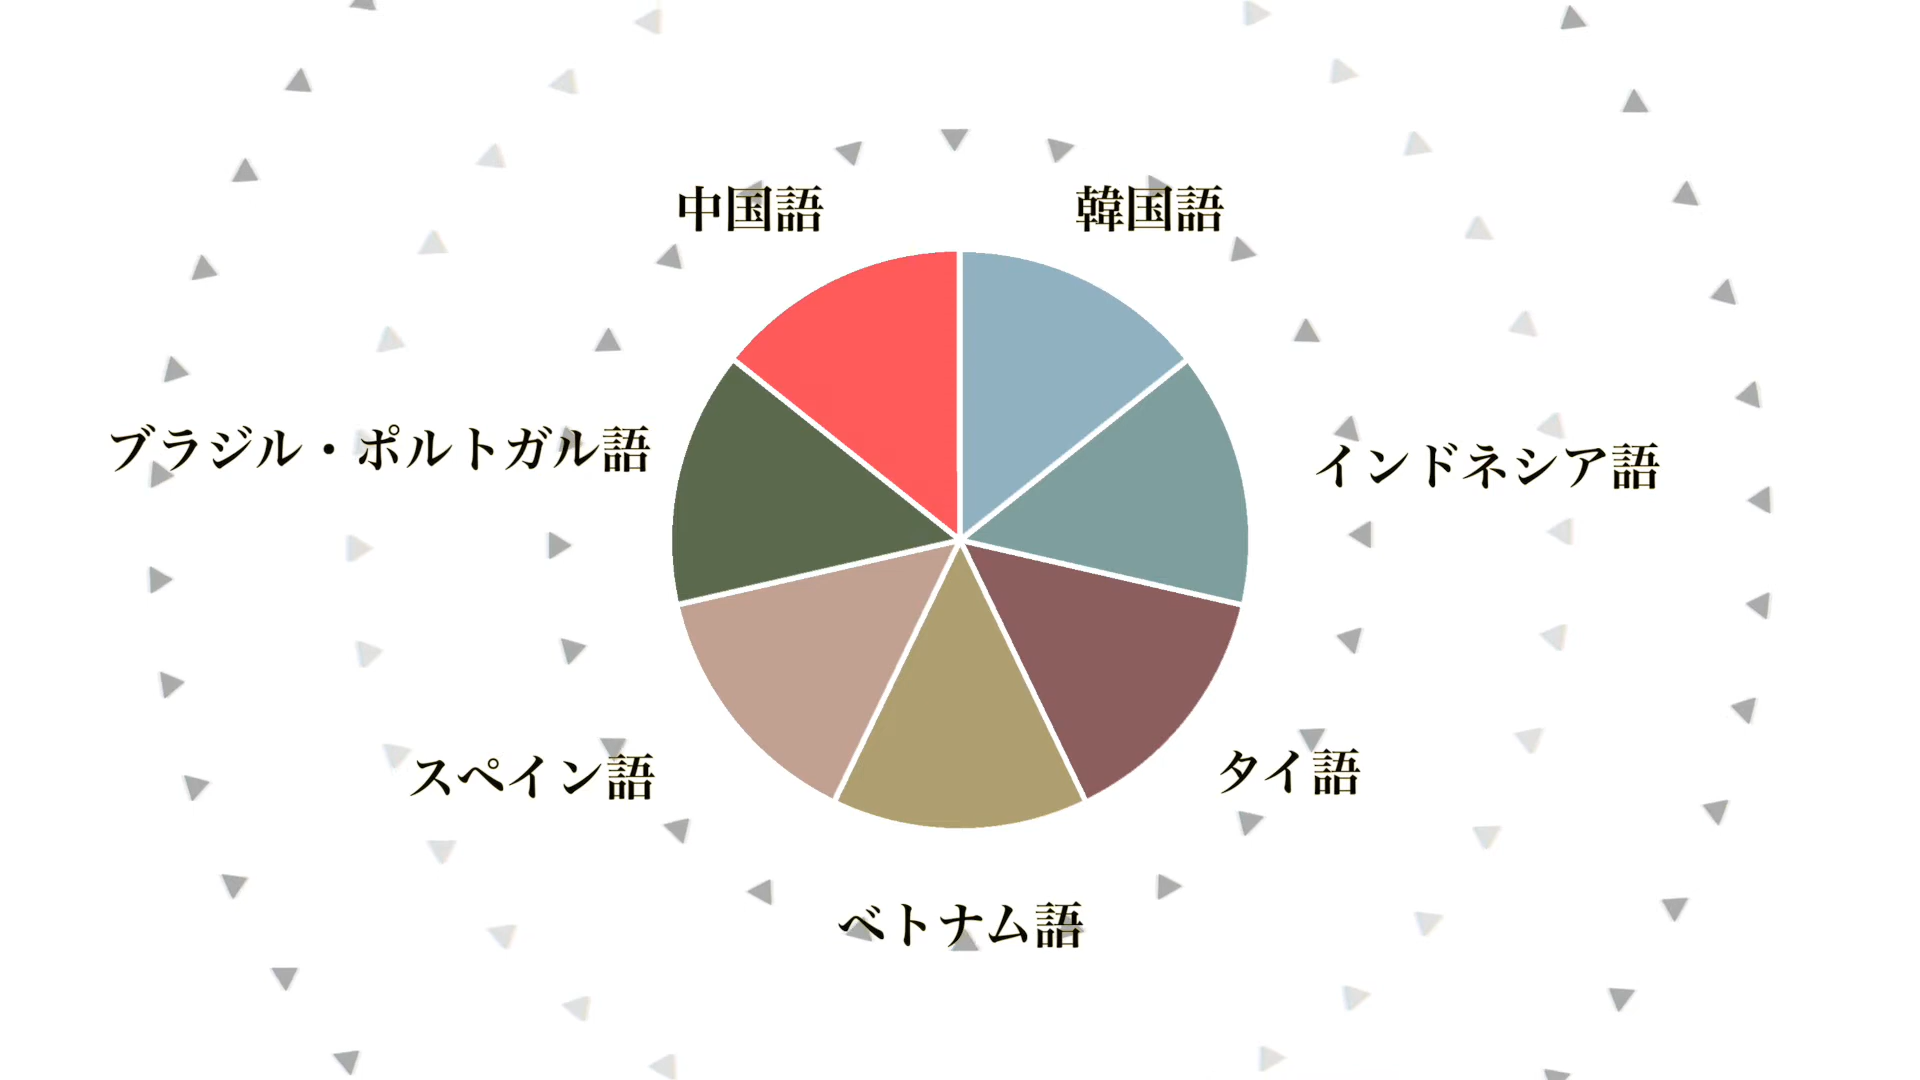 中国語
韓国語
ブラジル・ポルトガル語
インドネシア語
スペイン語
タイ語
ベトナム語